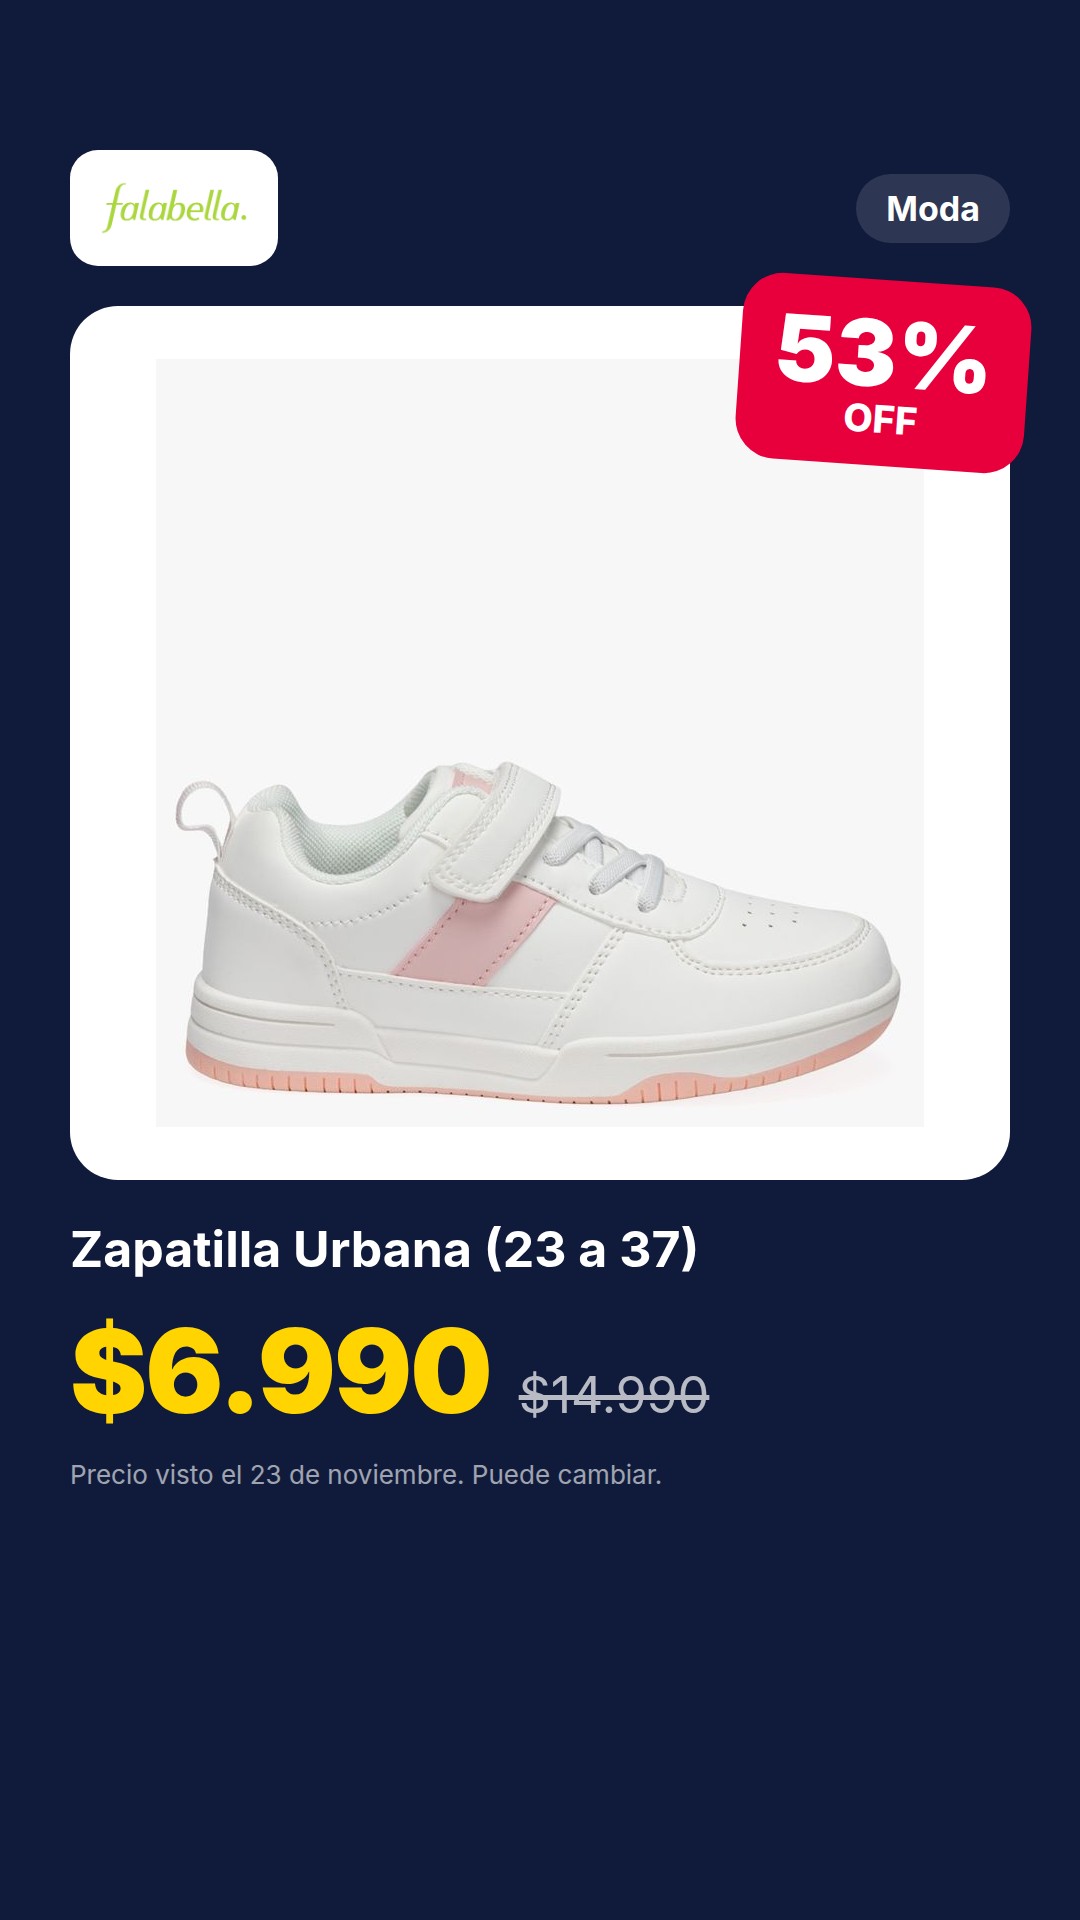 falabella.
Moda
53%
OFF
Zapatilla Urbana (23 a 37)
$6.990 $14.990
Precio visto el 23 de noviembre. Puede cambiar.